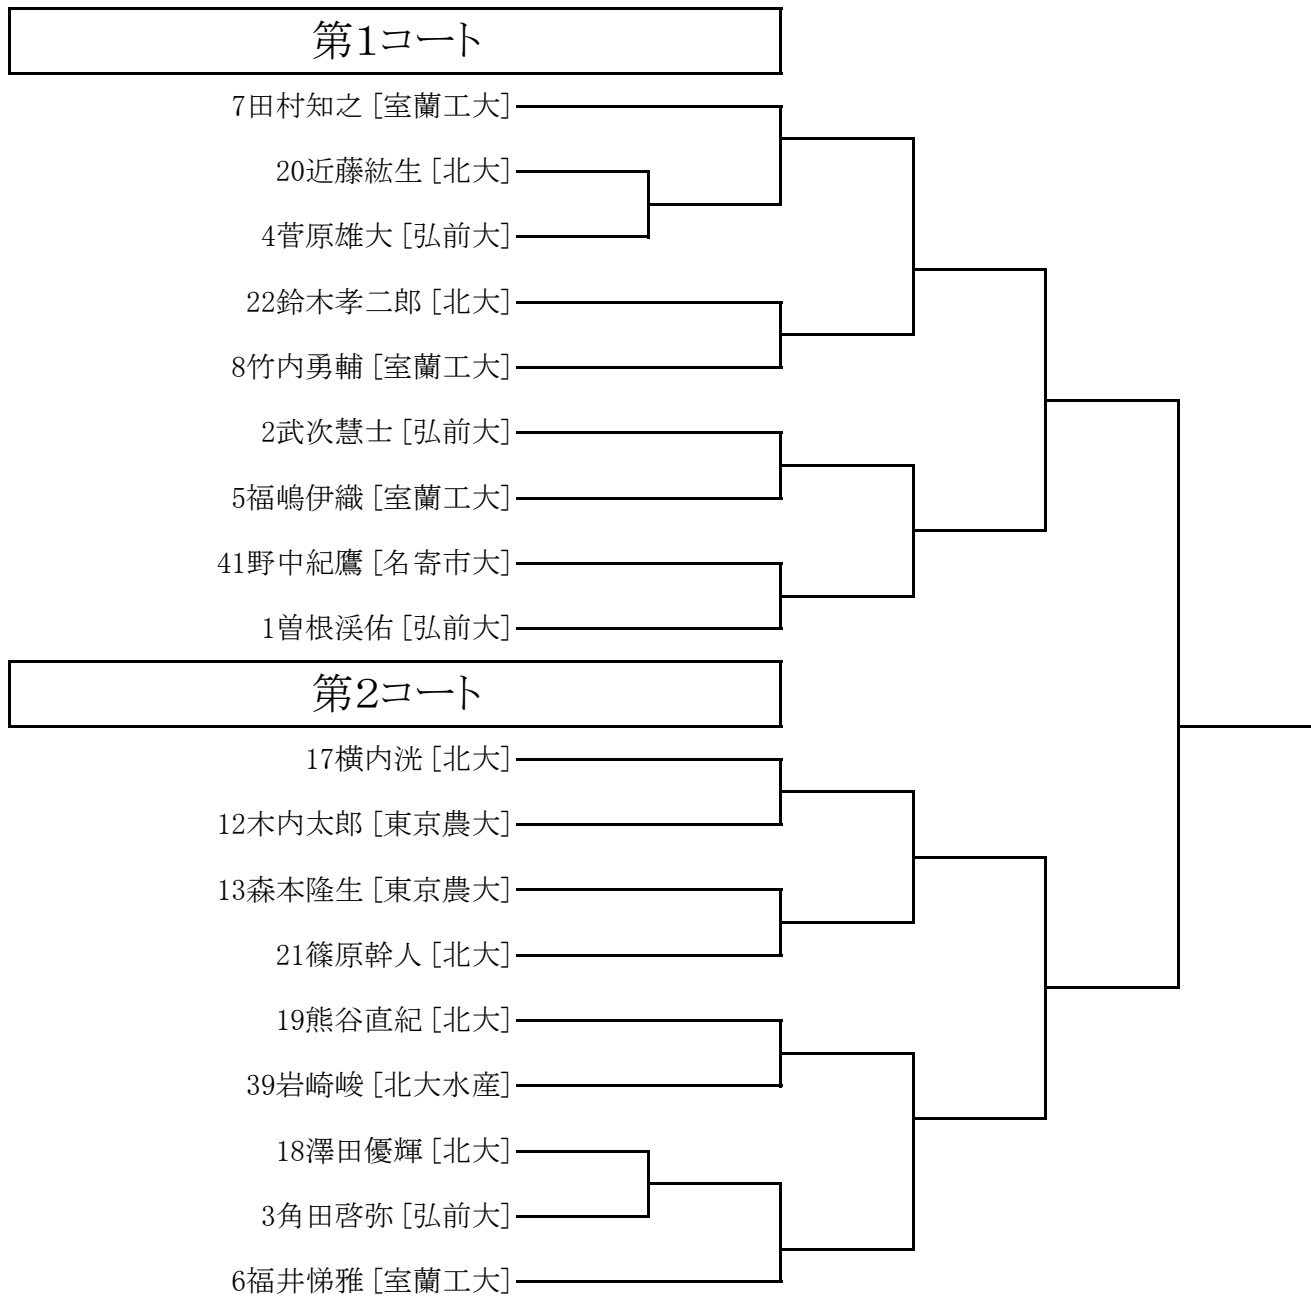 第1コート
7田村知之 [室蘭工大]
20近藤紘生 [北大]
4菅原雄大 [弘前大]
22鈴木孝二郎 [北大]
8竹内勇輔 [室蘭工大]
2武次慧士 [弘前大]
5福嶋伊織 [室蘭工大]
41野中紀鷹 [名寄市大]
1曽根渓佑 [弘前大]
第2コート
17横内洸 [北大]
12木内太郎 [東京農大]
13森本隆生 [東京農大]
21篠原幹人 [北大]
19熊谷直紀 [北大]
39岩崎峻 [北大水産]
18澤田優輝 [北大]
3角田啓弥 [弘前大]
6福井悌雅 [室蘭工大]